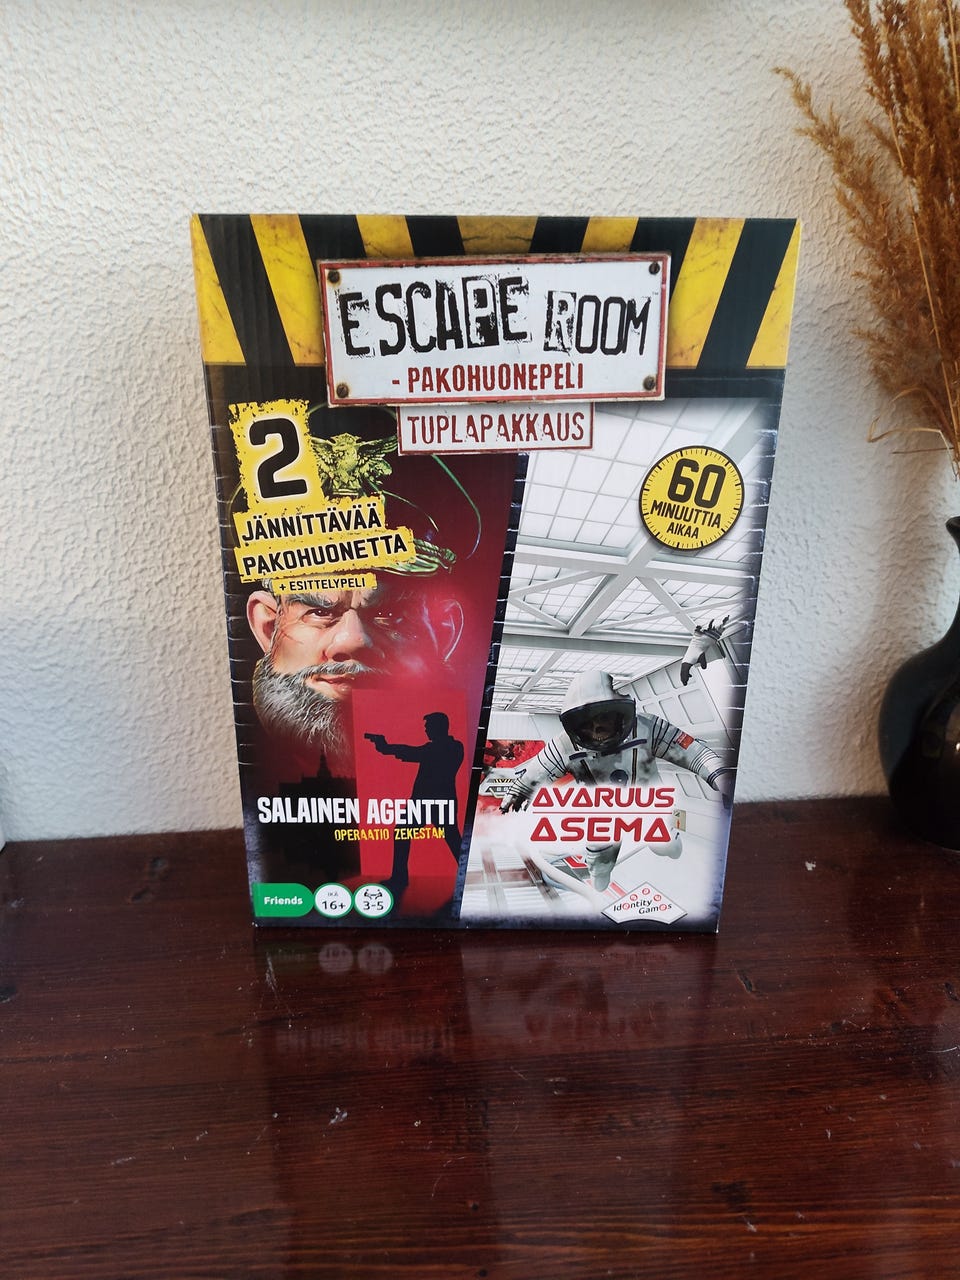 ESCAPE ROOM
- PAKOHUONEPELI
TUPLAPAKKAUS
2
JÄNNITTÄVÄÄ
PAKOHUONETTA
+ ESITTELYPELI
60
MINUUTTIA
AIKAA
SALAINEN AGENTTI
OPERAATIO ZEKESTAN
AVARUUS
ASEMA
Friends
IKÄ
16+
3-5
Identity
Games